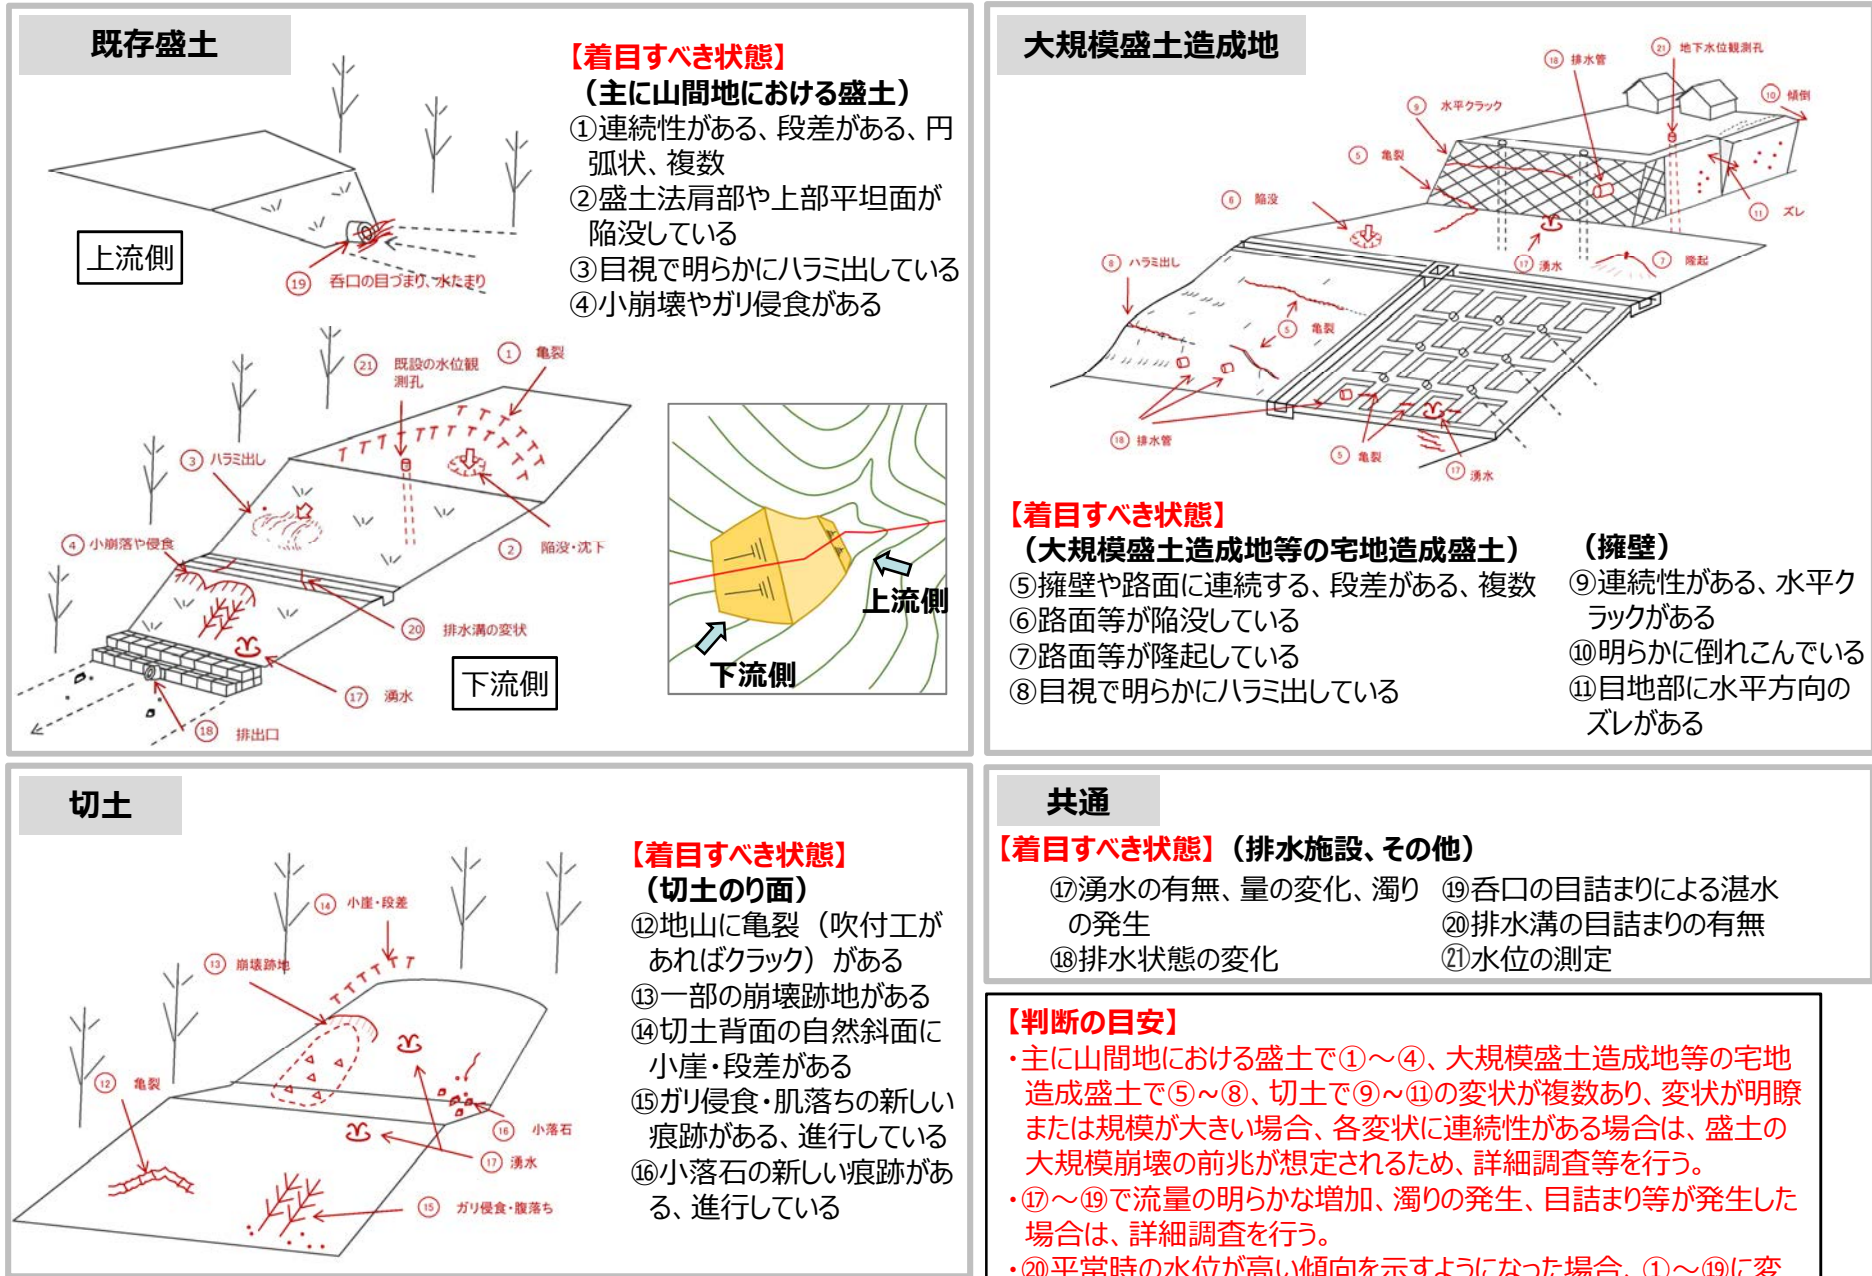 既存盛土
【着目すべき状態】
（主に山間地における盛土）
①連続性がある、段差がある、円
弧状、複数
②盛土法肩部や上部平坦面が
陥没している
③目視で明らかにハラミ出している
④小崩壊やガリ侵食がある
上流側
⑲ 呑口の目づまり、水たまり
㉑ 既設の水位観
測孔
① 亀裂
③ ハラミ出し
② 陥没・沈下
④ 小崩落や侵食
⑳ 排水溝の変状
⑰ 湧水
下流側
⑱ 排出口
上流側
下流側
大規模盛土造成地
㉑ 地下水位観測孔
⑱ 排水管
⑩ 傾倒
⑨ 水平クラック
⑤ 亀裂
⑥ 陥没
⑪ ズレ
⑧ ハラミ出し
⑰ 湧水
⑦ 隆起
⑤ 亀裂
⑱ 排水管
⑤ 亀裂
⑰ 湧水
【着目すべき状態】
（大規模盛土造成地等の宅地造成盛土）
⑤擁壁や路面に連続する、段差がある、複数
⑥路面等が陥没している
⑦路面等が隆起している
⑧目視で明らかにハラミ出している
（擁壁）
⑨連続性がある、水平ク
ラックがある
⑩明らかに倒れこんでいる
⑪目地部に水平方向の
ズレがある
切土
⑭ 小崖・段差
⑬ 崩壊跡地
⑫ 亀裂
⑯ 小落石
⑰ 湧水
⑮ ガリ侵食・腹落ち
【着目すべき状態】
（切土のり面）
⑫地山に亀裂（吹付工が
あればクラック）がある
⑬一部の崩壊跡地がある
⑭切土背面の自然斜面に
小崖・段差がある
⑮ガリ侵食・肌落ちの新しい
痕跡がある、進行している
⑯小落石の新しい痕跡があ
る、進行している
共通
【着目すべき状態】（排水施設、その他）
⑰湧水の有無、量の変化、濁り
の発生
⑱排水状態の変化
⑲呑口の目詰まりによる湛水
⑳排水溝の目詰まりの有無
㉑水位の測定
【判断の目安】
・主に山間地における盛土で①～④、大規模盛土造成地等の宅地
造成盛土で⑤～⑧、切土で⑨～⑪の変状が複数あり、変状が明瞭
または規模が大きい場合、各変状に連続性がある場合は、盛土の
大規模崩壊の前兆が想定されるため、詳細調査等を行う。
・⑰～⑲で流量の明らかな増加、濁りの発生、目詰まり等が発生した
場合は、詳細調査を行う。
・⑳平常時の水位が高い傾向を示すようになった場合、①～⑲に変